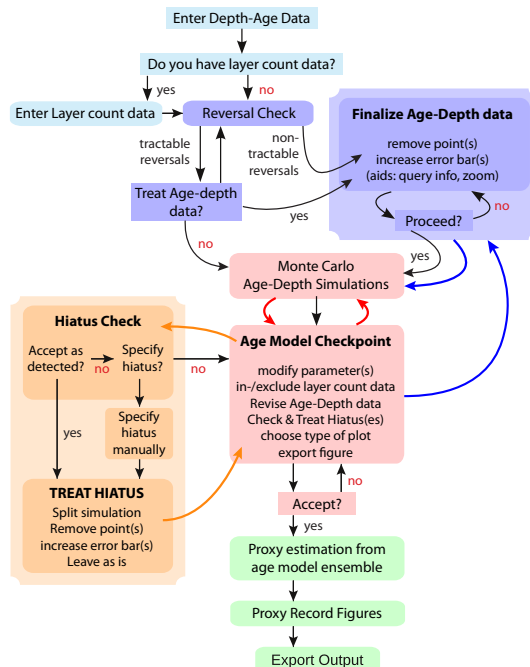 Enter Depth-Age Data
Do you have layer count data?
yes
no
Enter Layer count data
Reversal Check
tractable
reversals
non-
tractable
reversals
Treat Age-depth
data?
yes
no
Finalize Age-Depth data
remove point(s)
increase error bar(s)
(aids: query info, zoom)
no
Proceed?
yes
Monte Carlo
Age-Depth Simulations
Hiatus Check
Accept as
detected?
no
Specify
hiatus?
no
yes
Specify
hiatus
manually
TREAT HIATUS
Split simulation
Remove point(s)
increase error bar(s)
Leave as is
Age Model Checkpoint
modify parameter(s)
in-/exclude layer count data
Revise Age-Depth data
Check & Treat Hiatus(es)
choose type of plot
export figure
no
Accept?
yes
Proxy estimation from
age model ensemble
Proxy Record Figures
Export Output